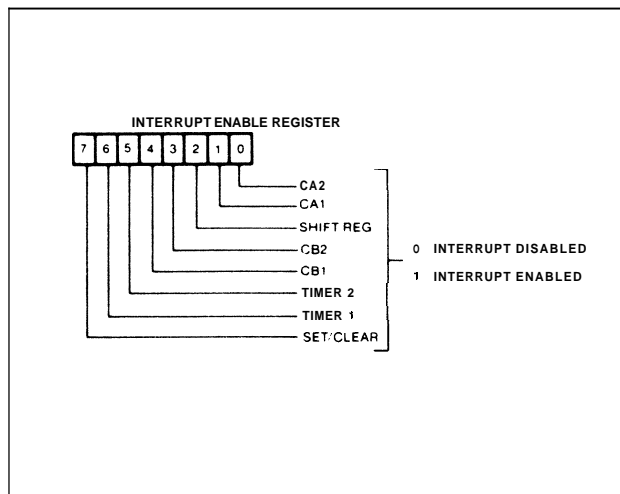 INTERRUPT ENABLE REGISTER
7 6 5 4 3 2 1 0
CA2
CA1
SHIFT REG
CB2
CB1
TIMER 2
TIMER 1
SET/CLEAR
0 INTERRUPT DISABLED
1 INTERRUPT ENABLED